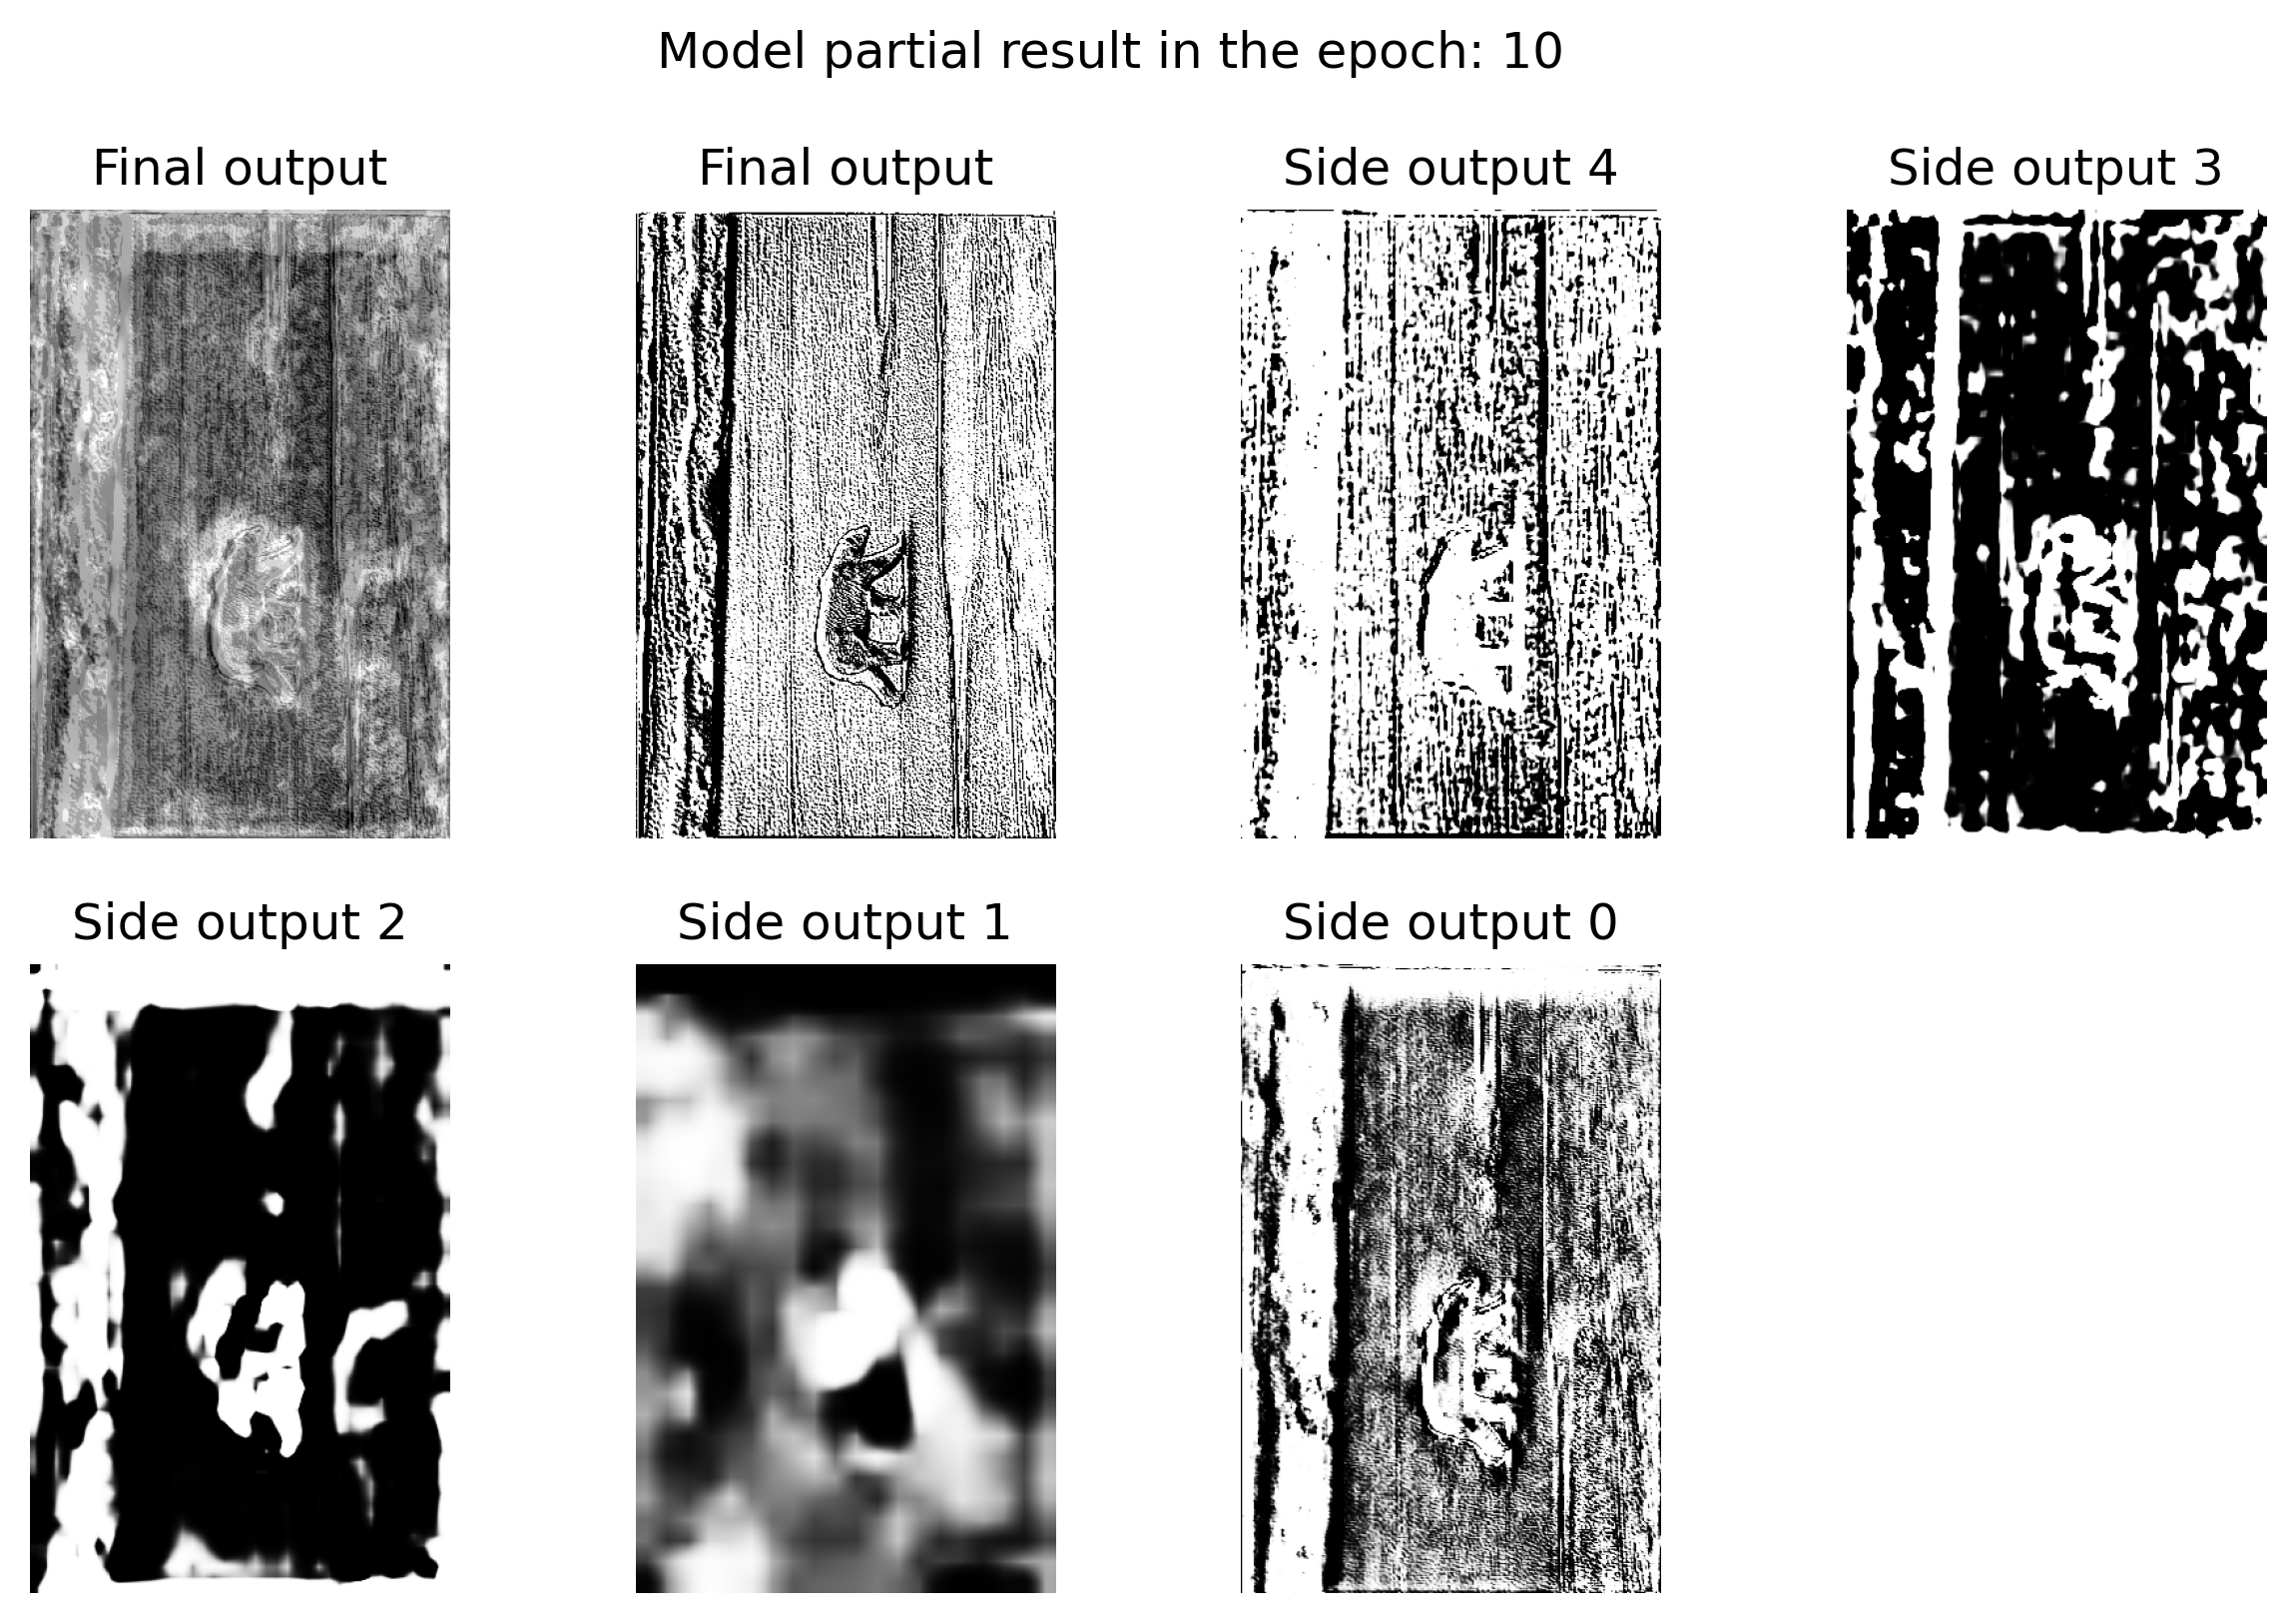 Model partial result in the epoch: 10
Final output
Final output
Side output 4
Side output 3
Side output 2
Side output 1
Side output 0